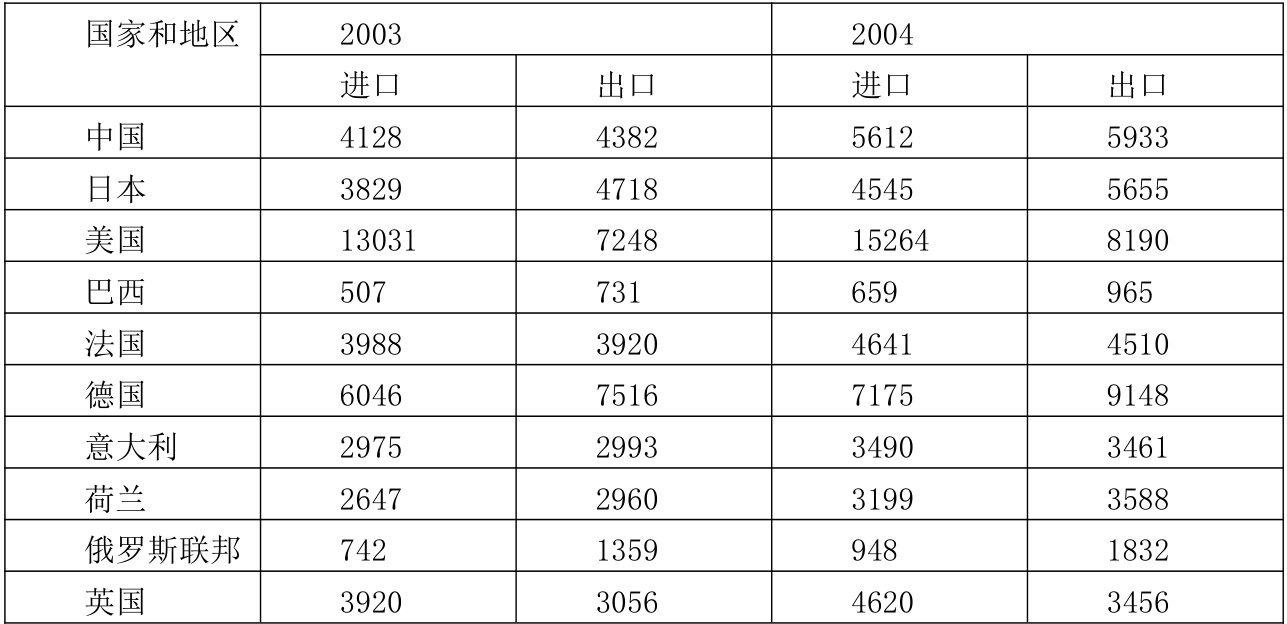 国家和地区 2003 2004
进口 出口 进口 出口
中国 4128 4382 5612 5933
日本 3829 4718 4545 5655
美国 13031 7248 15264 8190
巴西 507 731 659 965
法国 3988 3920 4641 4510
德国 6046 7516 7175 9148
意大利 2975 2993 3490 3461
荷兰 2647 2960 3199 3588
俄罗斯联邦 742 1359 948 1832
英国 3920 3056 4620 3456